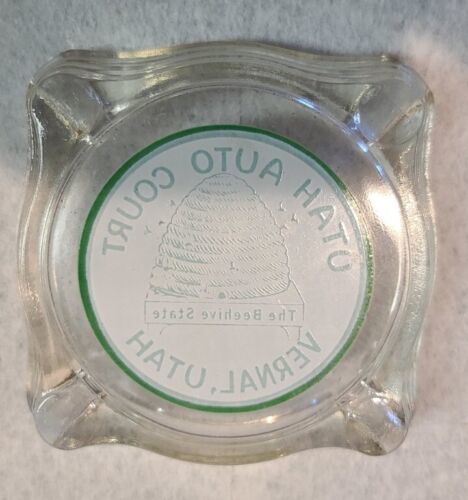 UTAH AUTO COURT
The Beehive State
VERNAL, UTAH